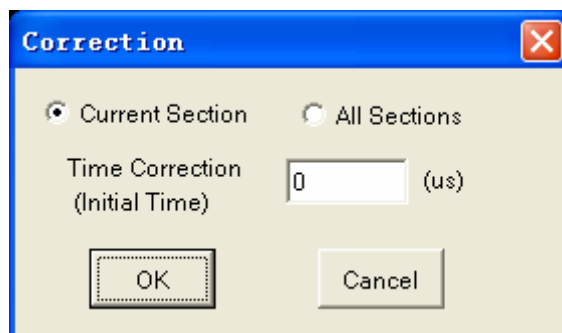 Correction
Current Section All Sections
Time Correction
(Initial Time)
0 (us)
OK Cancel